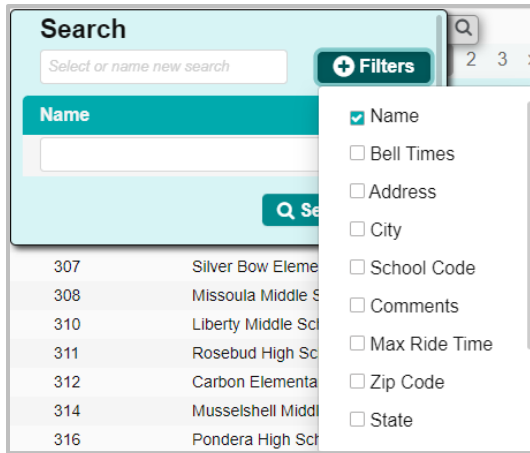 Search
Select or name new search
Filters
2 3
Name
Name
Bell Times
Address
City
School Code
Comments
Max Ride Time
Zip Code
State
307 Silver Bow Eleme
308 Missoula Middle S
310 Liberty Middle Sch
311 Rosebud High Sc
312 Carbon Elementa
314 Musselshell Middl
316 Pondera High Sch